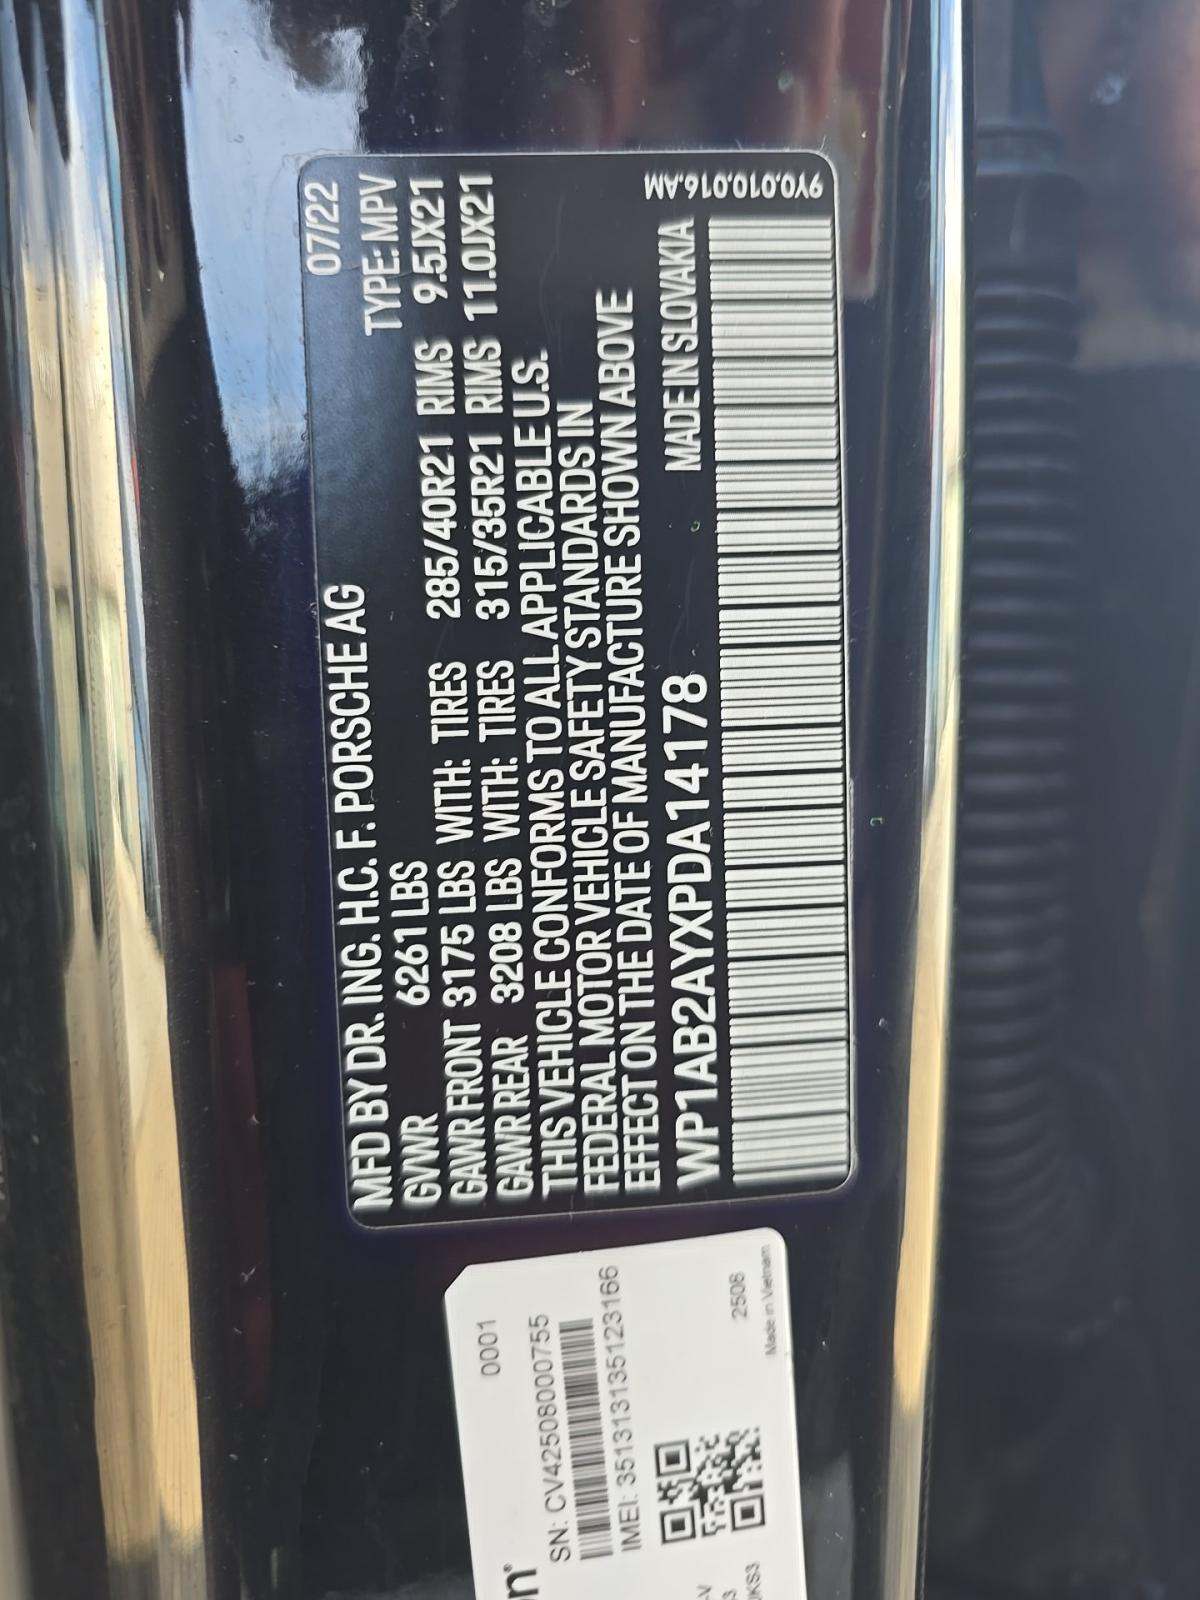 07/22
MFD BY DR. ING. H.C. F. PORSCHE AG
GVWR 6261 LBS TYPE: MPV
GAWR FRONT 3175 LBS WITH: TIRES 285/40R21 RIMS 9.5JX21
GAWR REAR 3208 LBS WITH: TIRES 315/35R21 RIMS 11.0JX21
THIS VEHICLE CONFORMS TO ALL APPLICABLE U.S.
FEDERAL MOTOR VEHICLE SAFETY STANDARDS IN
EFFECT ON THE DATE OF MANUFACTURE SHOWN ABOVE
WP1AB2AYXPDA14178 MADE IN SLOVAKIA
9Y0.010.016.AM
0001
SN: CV42508000755
IMEI: 351313135123166
2508
Made in Vietnam